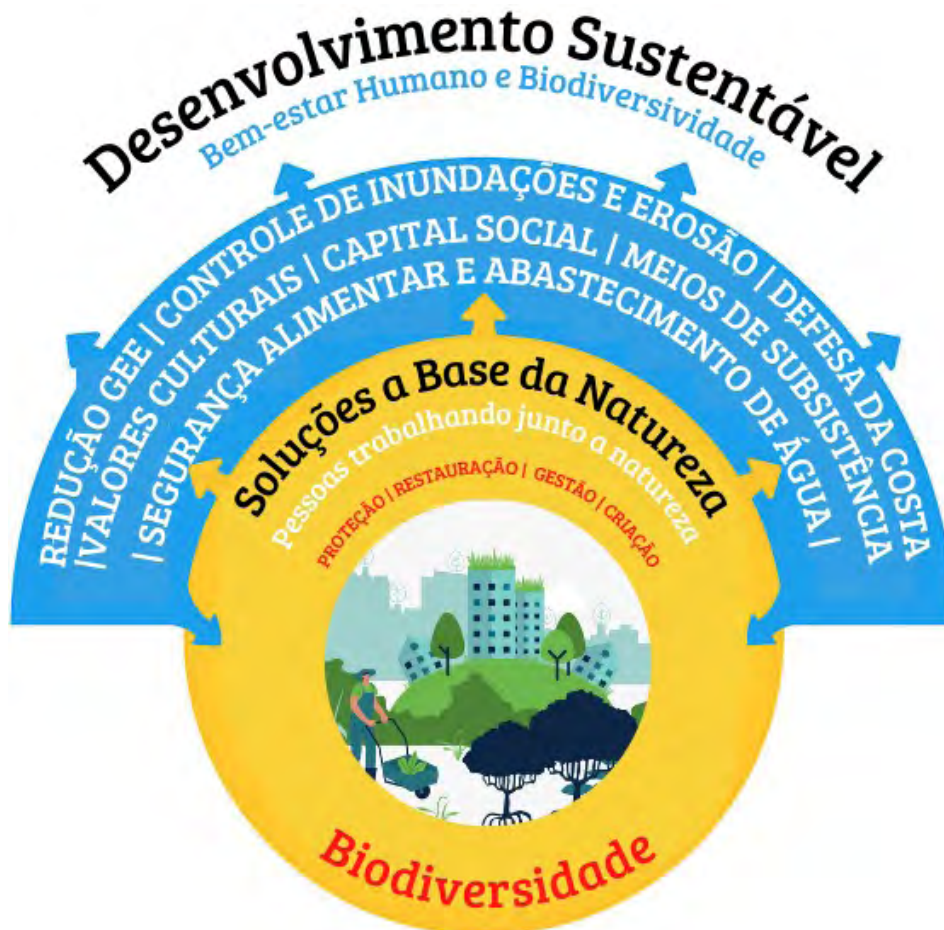 Desenvolvimento Sustentável
Bem-estar Humano e Biodiversividade
REDUÇÃO GEE | CONTROLE DE INUNDAÇÕES E EROSÃO | DEFESA DA COSTA
|VALORES CULTURAIS | CAPITAL SOCIAL | MEIOS DE SUBSISTÊNCIA
| SEGURANÇA ALIMENTAR E ABASTECIMENTO DE ÁGUA |
Soluções a Base da Natureza
Pessoas trabalhando junto a natureza
PROTEÇÃO | RESTAURAÇÃO | GESTÃO | CRIAÇÃO
Biodiversidade